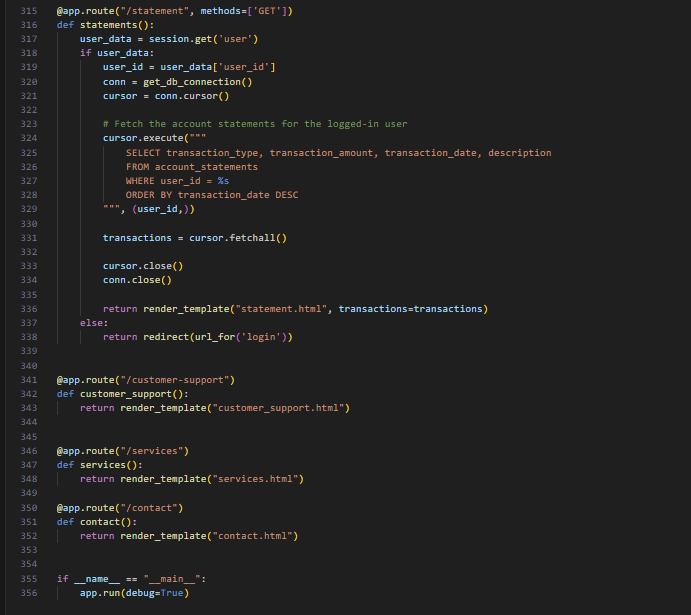 315 @app.route("/statement", methods=['GET'])
316 def statements():
317     user_data = session.get('user')
318     if user_data:
319         user_id = user_data['user_id']
320         conn = get_db_connection()
321         cursor = conn.cursor()
322
323         # Fetch the account statements for the logged-in user
324         cursor.execute("""
325             SELECT transaction_type, transaction_amount, transaction_date, description
326             FROM account_statements
327             WHERE user_id = %s
328             ORDER BY transaction_date DESC
329         """, (user_id,))
330
331         transactions = cursor.fetchall()
332
333         cursor.close()
334         conn.close()
335
336         return render_template("statement.html", transactions=transactions)
337     else:
338         return redirect(url_for('login'))
339
340
341 @app.route("/customer-support")
342 def customer_support():
343     return render_template("customer_support.html")
344
345
346 @app.route("/services")
347 def services():
348     return render_template("services.html")
349
350 @app.route("/contact")
351 def contact():
352     return render_template("contact.html")
353
354
355 if __name__ == "__main__":
356     app.run(debug=True)